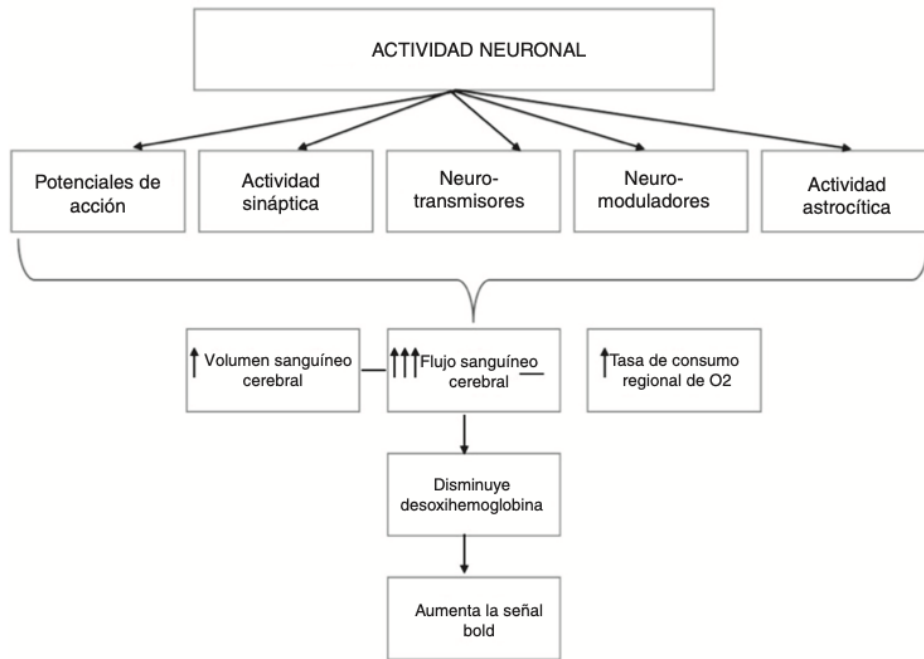 ACTIVIDAD NEURONAL
Potenciales de
acción
Actividad
sináptica
Neuro-
transmisores
Neuro-
moduladores
Actividad
astrocítica
Volumen sanguíneo
cerebral
Flujo sanguíneo
cerebral
Tasa de consumo
regional de O2
Disminuye
desoxihemoglobina
Aumenta la señal
bold